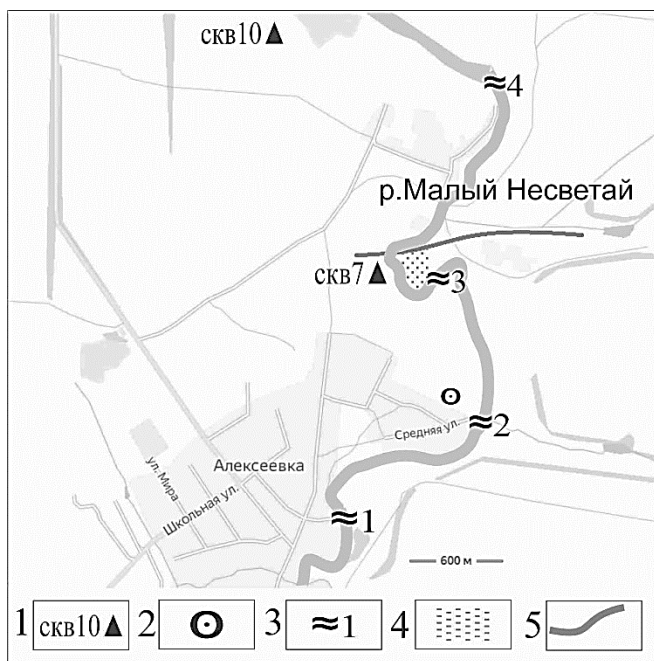 скв10▲
≈4
р.Малый Несветай
скв7▲
≈3
Средняя ул.
≈2
Алексеевка
ул. Мира
Школьная ул.
≈1
600 м
1 скв10▲ 2 ⊙ 3 ≈1 4 5